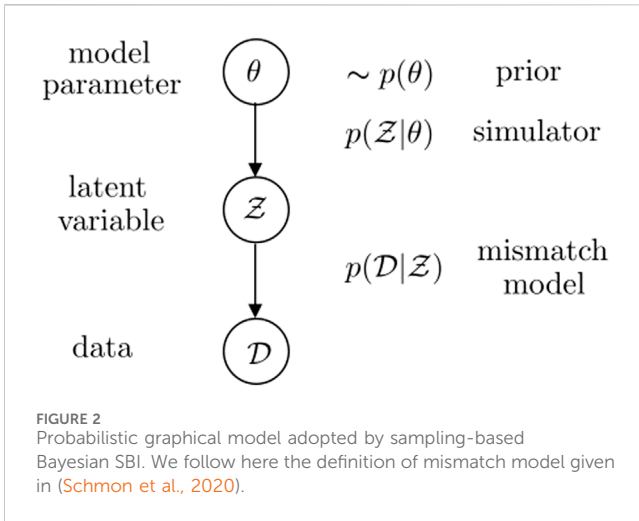 model
parameter
θ
∼ p(θ)
prior
p(𝒵|θ)
simulator
latent
variable
𝒵
p(𝒟|𝒵)
mismatch
model
data
𝒟
FIGURE 2
Probabilistic graphical model adopted by sampling-based
Bayesian SBI. We follow here the definition of mismatch model given
in (Schmon et al., 2020).